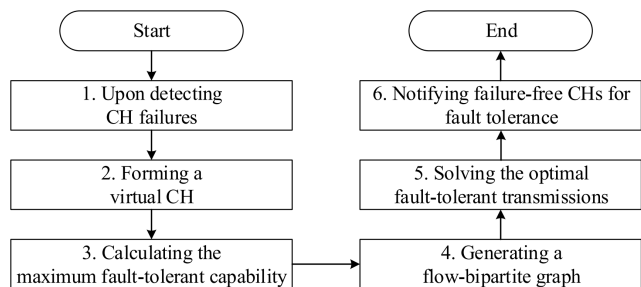 Start
1. Upon detecting
CH failures
2. Forming a
virtual CH
3. Calculating the
maximum fault-tolerant capability
4. Generating a
flow-bipartite graph
5. Solving the optimal
fault-tolerant transmissions
6. Notifying failure-free CHs for
fault tolerance
End